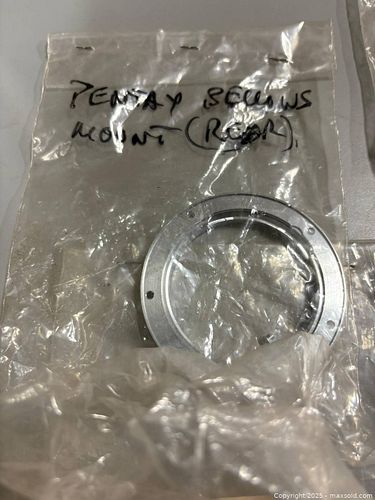 PENTAX BELLOWS
MOUNT (REAR).
Copyright 2025 - maxsold.com